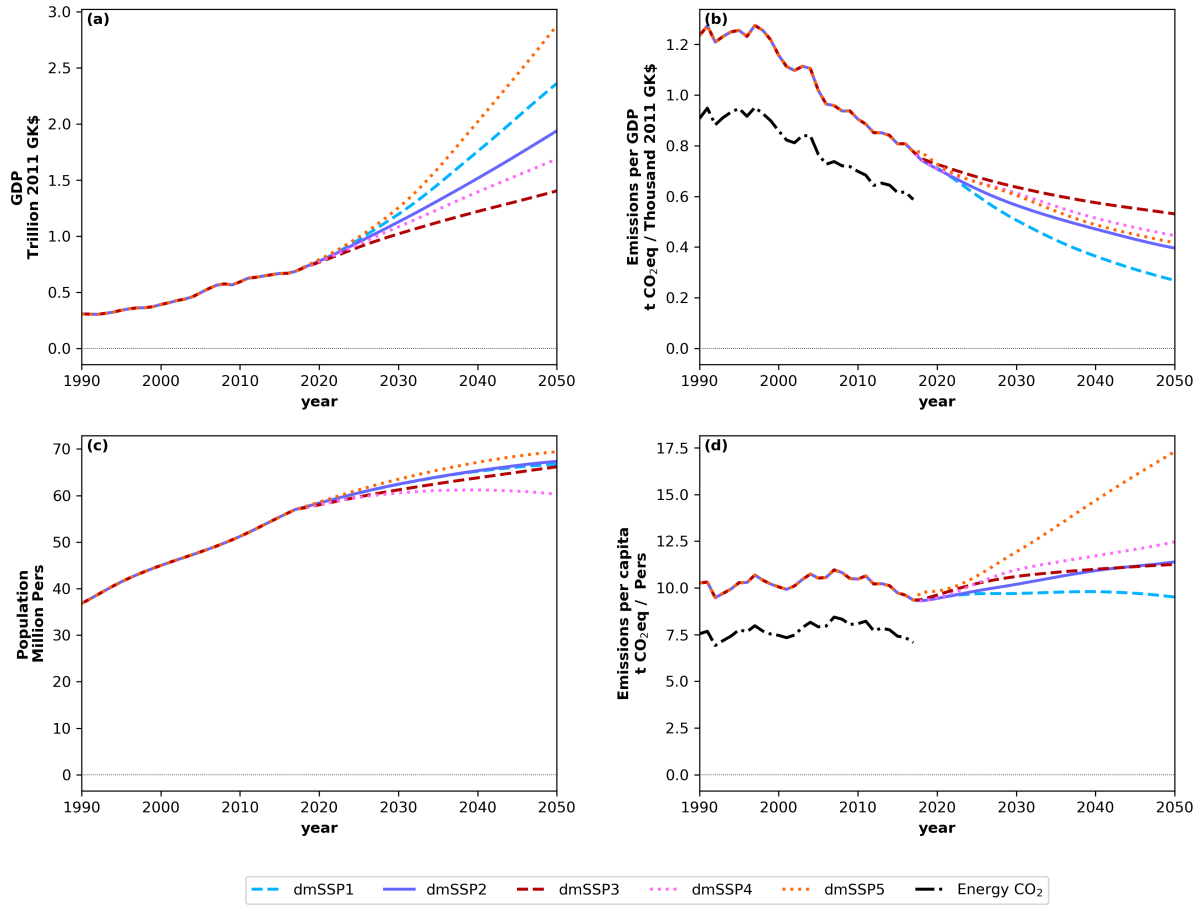 (a)
GDP
Trillion 2011 GK$
3.0
2.5
2.0
1.5
1.0
0.5
0.0
1990 2000 2010 2020 2030 2040 2050
year
(b)
Emissions per GDP
t CO₂eq / Thousand 2011 GK$
1.2
1.0
0.8
0.6
0.4
0.2
0.0
1990 2000 2010 2020 2030 2040 2050
year
(c)
Population
Million Pers
70
60
50
40
30
20
10
0
1990 2000 2010 2020 2030 2040 2050
year
(d)
Emissions per capita
t CO₂eq / Pers
17.5
15.0
12.5
10.0
7.5
5.0
2.5
0.0
1990 2000 2010 2020 2030 2040 2050
year
dmSSP1 dmSSP2 dmSSP3 dmSSP4 dmSSP5 Energy CO₂